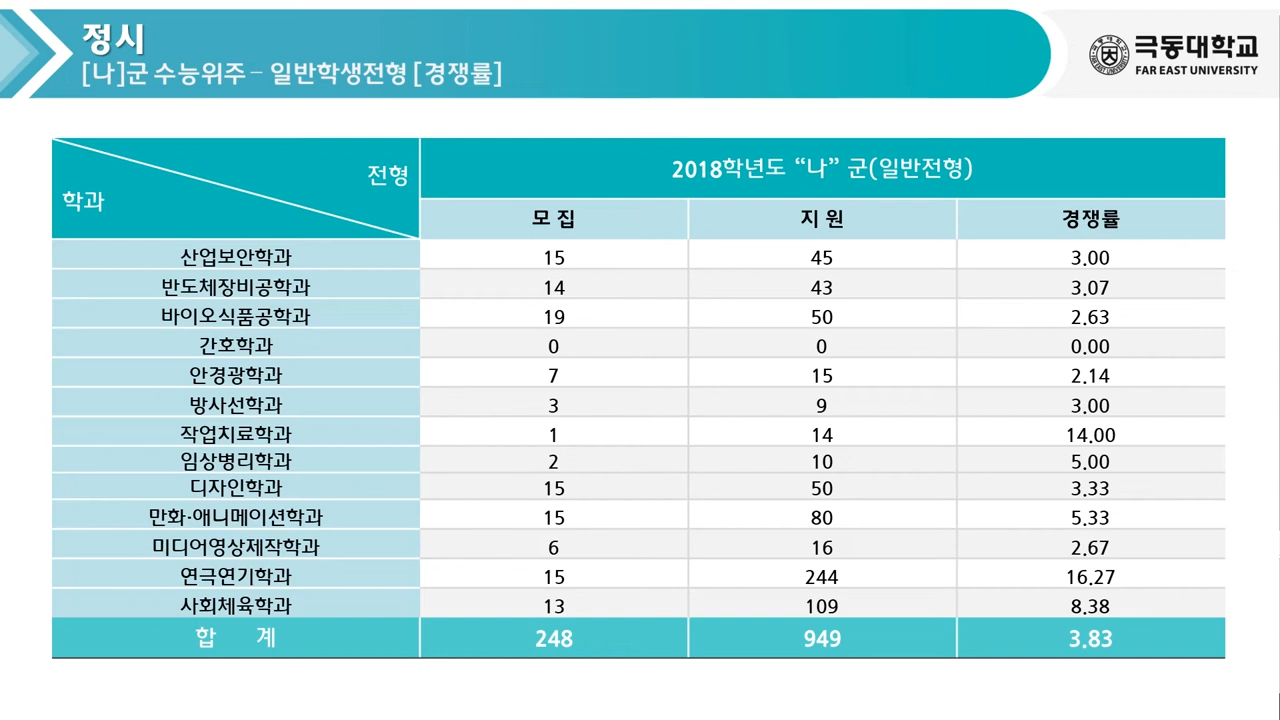 정시
[나]군 수능위주 – 일반학생전형 [경쟁률]
극동대학교
FAR EAST UNIVERSITY
전형
학과
2018학년도 “나” 군(일반전형)
모 집 지 원 경쟁률
산업보안학과 15 45 3.00
반도체장비공학과 14 43 3.07
바이오식품공학과 19 50 2.63
간호학과 0 0 0.00
안경광학과 7 15 2.14
방사선학과 3 9 3.00
작업치료학과 1 14 14.00
임상병리학과 2 10 5.00
디자인학과 15 50 3.33
만화·애니메이션학과 15 80 5.33
미디어영상제작학과 6 16 2.67
연극연기학과 15 244 16.27
사회체육학과 13 109 8.38
합 계 248 949 3.83